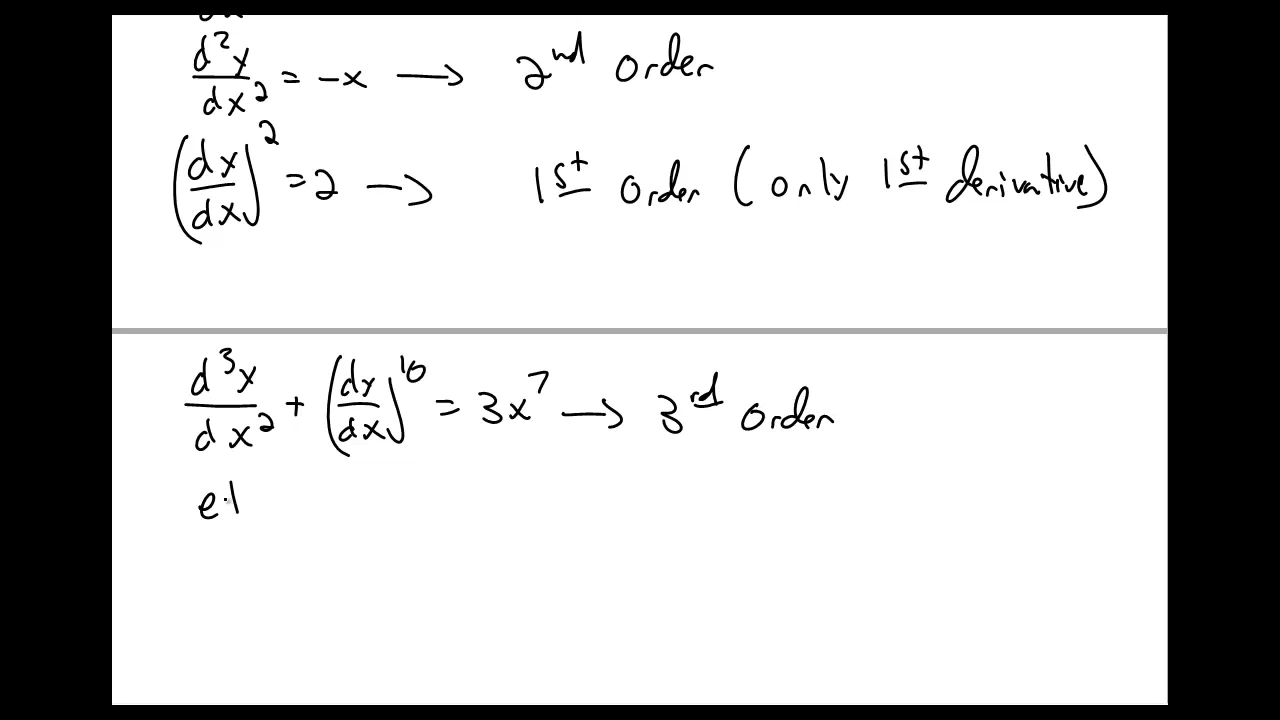 d²y/dx² = -x → 2nd order
(dy/dx)² = 2 → 1st order (only 1st derivative)
d³y/dx² + (dy/dx)¹⁰ = 3x⁷ → 3rd order